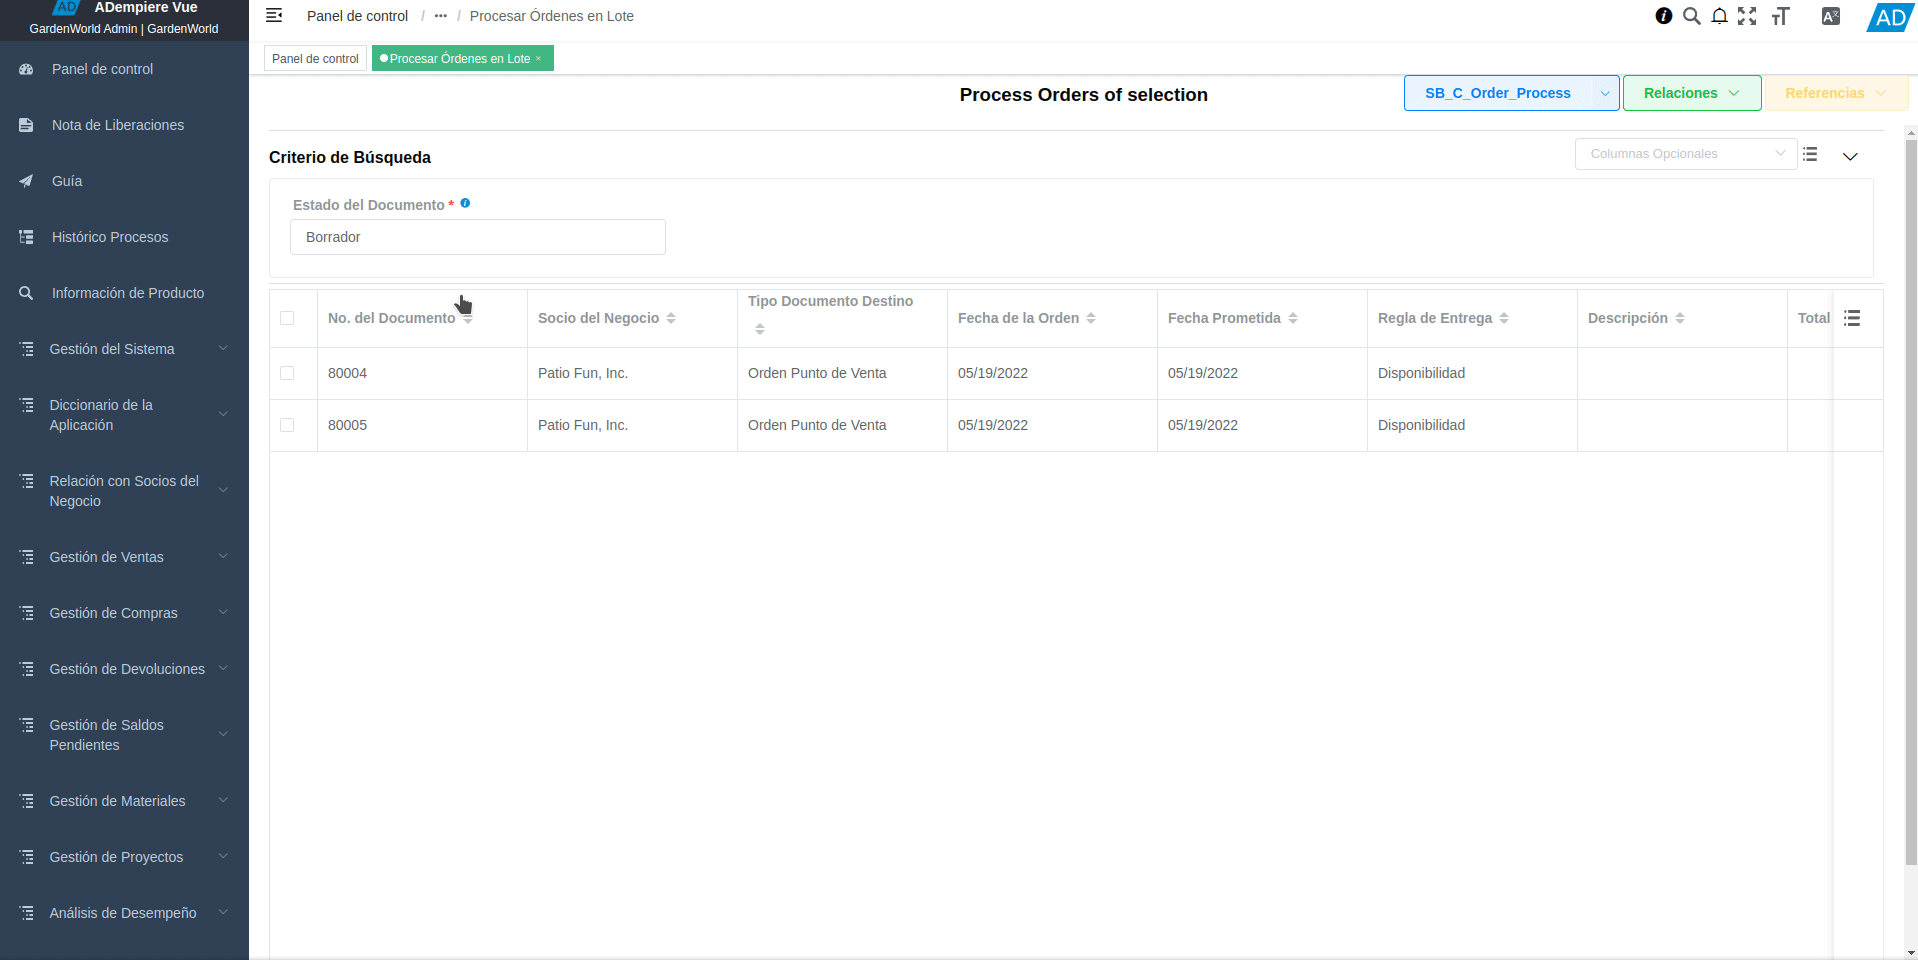 AD ADempiere Vue
GardenWorld Admin | GardenWorld
Panel de control
Nota de Liberaciones
Guía
Histórico Procesos
Información de Producto
Gestión del Sistema
Diccionario de la
Aplicación
Relación con Socios del
Negocio
Gestión de Ventas
Gestión de Compras
Gestión de Devoluciones
Gestión de Saldos
Pendientes
Gestión de Materiales
Gestión de Proyectos
Análisis de Desempeño
Panel de control / ••• / Procesar Órdenes en Lote
AD
Panel de control
Procesar Órdenes en Lote ×
Process Orders of selection
SB_C_Order_Process
Relaciones
Referencias
Criterio de Búsqueda
Columnas Opcionales
Estado del Documento *
Borrador
No. del Documento Socio del Negocio Tipo Documento Destino Fecha de la Orden Fecha Prometida Regla de Entrega Descripción Total
80004 Patio Fun, Inc. Orden Punto de Venta 05/19/2022 05/19/2022 Disponibilidad
80005 Patio Fun, Inc. Orden Punto de Venta 05/19/2022 05/19/2022 Disponibilidad